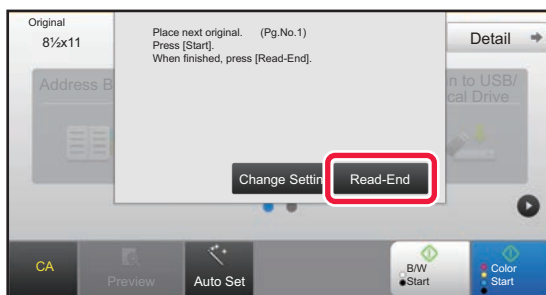 Original
8½x11
Place next original. (Pg.No.1)
Press [Start].
When finished, press [Read-End].
Detail
Address B
n to USB/
cal Drive
Change Settin
Read-End
CA
Preview
Auto Set
B/W
Start
Color
Start